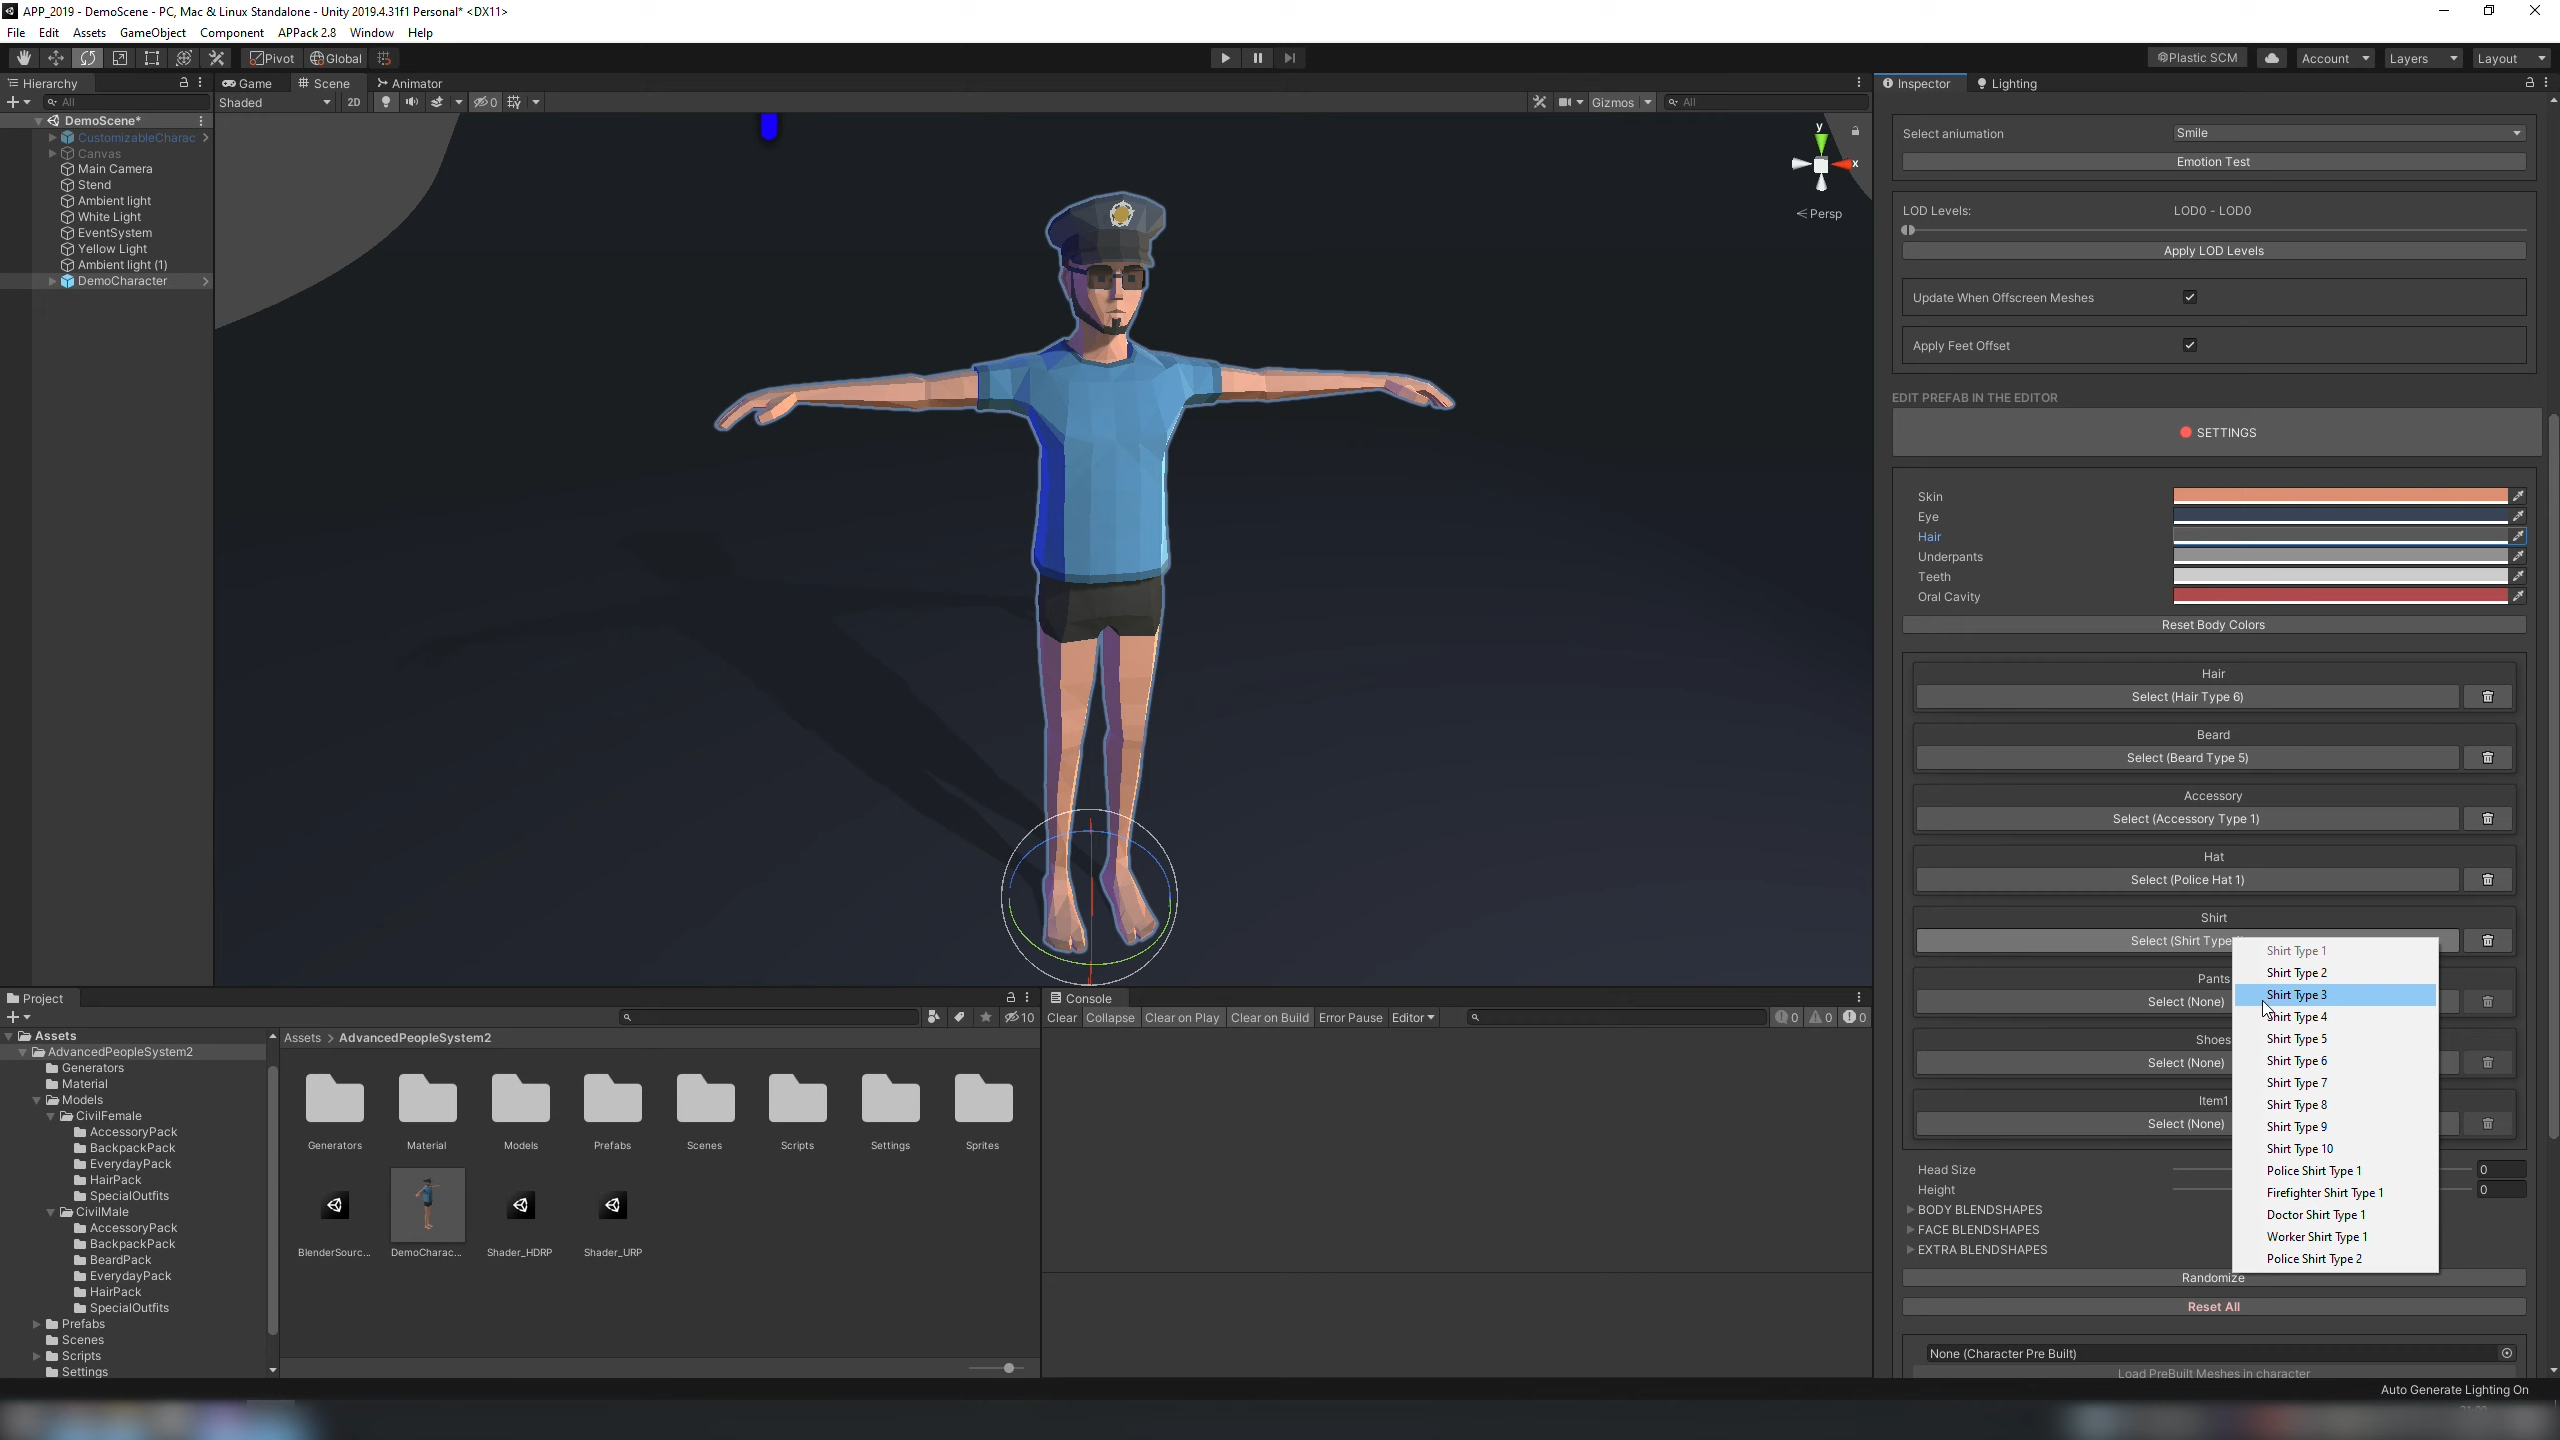 APP_2019 - DemoScene - PC, Mac & Linux Standalone - Unity 2019.4.31f1 Personal* <DX11>
File Edit Assets GameObject Component APPack 2.8 Window Help
Pivot Global
Plastic SCM Account Layers Layout
Hierarchy
All
DemoScene*
CustomizableCharac
Canvas
Main Camera
Stend
Ambient light
White Light
EventSystem
Yellow Light
Ambient light (1)
DemoCharacter
Game Scene Animator
Shaded 2D 0 Gizmos All
y
x
Persp
Inspector Lighting
Select aniumation Smile
Emotion Test
LOD Levels: LOD0 - LOD0
Apply LOD Levels
Update When Offscreen Meshes
Apply Feet Offset
EDIT PREFAB IN THE EDITOR
SETTINGS
Skin
Eye
Hair
Underpants
Teeth
Oral Cavity
Reset Body Colors
Hair
Select (Hair Type 6)
Beard
Select (Beard Type 5)
Accessory
Select (Accessory Type 1)
Hat
Select (Police Hat 1)
Shirt
Select (Shirt Type
Pants
Select (None)
Shoes
Select (None)
Item1
Select (None)
Shirt Type 1
Shirt Type 2
Shirt Type 3
Shirt Type 4
Shirt Type 5
Shirt Type 6
Shirt Type 7
Shirt Type 8
Shirt Type 9
Shirt Type 10
Police Shirt Type 1
Firefighter Shirt Type 1
Doctor Shirt Type 1
Worker Shirt Type 1
Police Shirt Type 2
Head Size 0
Height 0
BODY BLENDSHAPES
FACE BLENDSHAPES
EXTRA BLENDSHAPES
Randomize
Reset All
None (Character Pre Built)
Load PreBuilt Meshes in character
Auto Generate Lighting On
Project
10
Assets
AdvancedPeopleSystem2
Generators
Material
Models
CivilFemale
AccessoryPack
BackpackPack
EverydayPack
HairPack
SpecialOutfits
CivilMale
AccessoryPack
BackpackPack
BeardPack
EverydayPack
HairPack
SpecialOutfits
Prefabs
Scenes
Scripts
Settings
Assets > AdvancedPeopleSystem2
Generators Material Models Prefabs Scenes Scripts Settings Sprites
BlenderSourc... DemoCharac... Shader_HDRP Shader_URP
Console
Clear Collapse Clear on Play Clear on Build Error Pause Editor 0 0 0